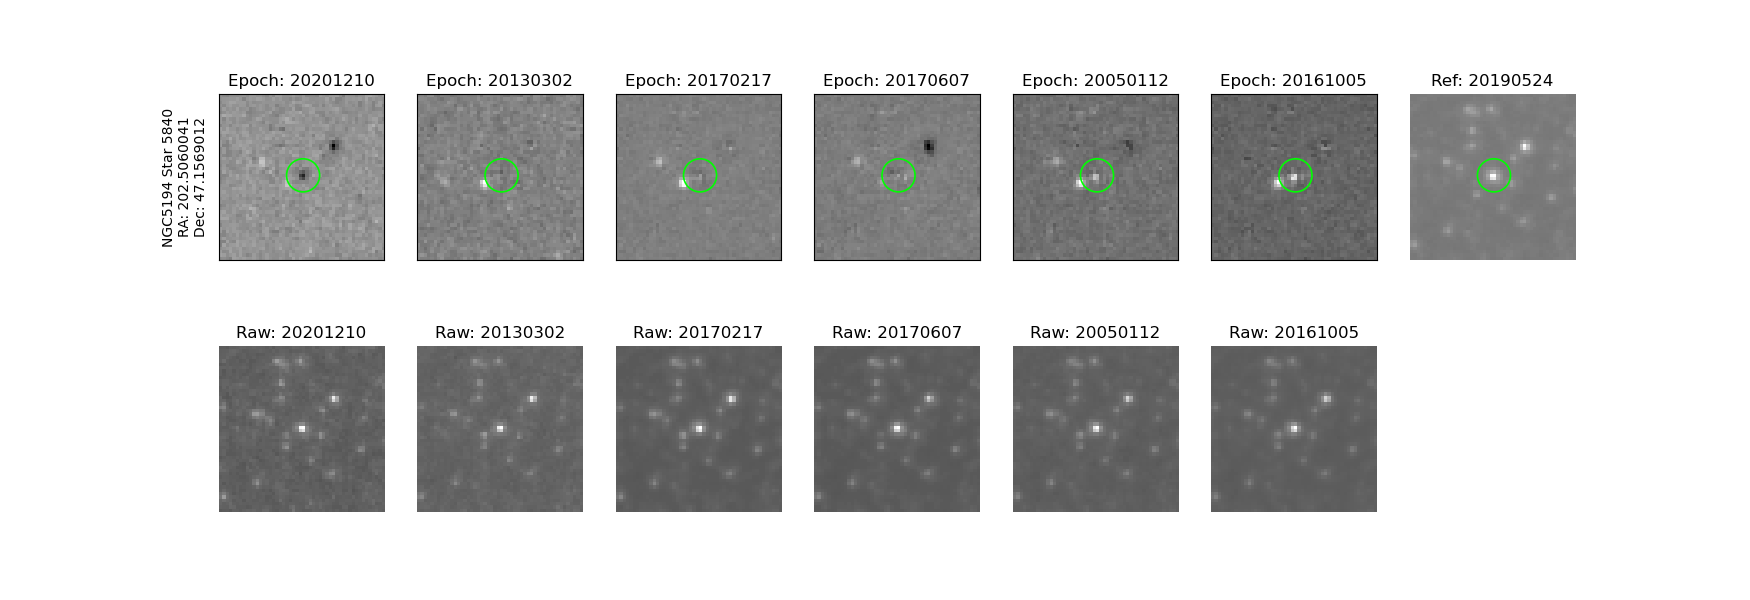 Epoch: 20201210
Epoch: 20130302
Epoch: 20170217
Epoch: 20170607
Epoch: 20050112
Epoch: 20161005
Ref: 20190524
NGC5194 Star 5840
RA: 202.5060041
Dec: 47.1569012
Raw: 20201210
Raw: 20130302
Raw: 20170217
Raw: 20170607
Raw: 20050112
Raw: 20161005